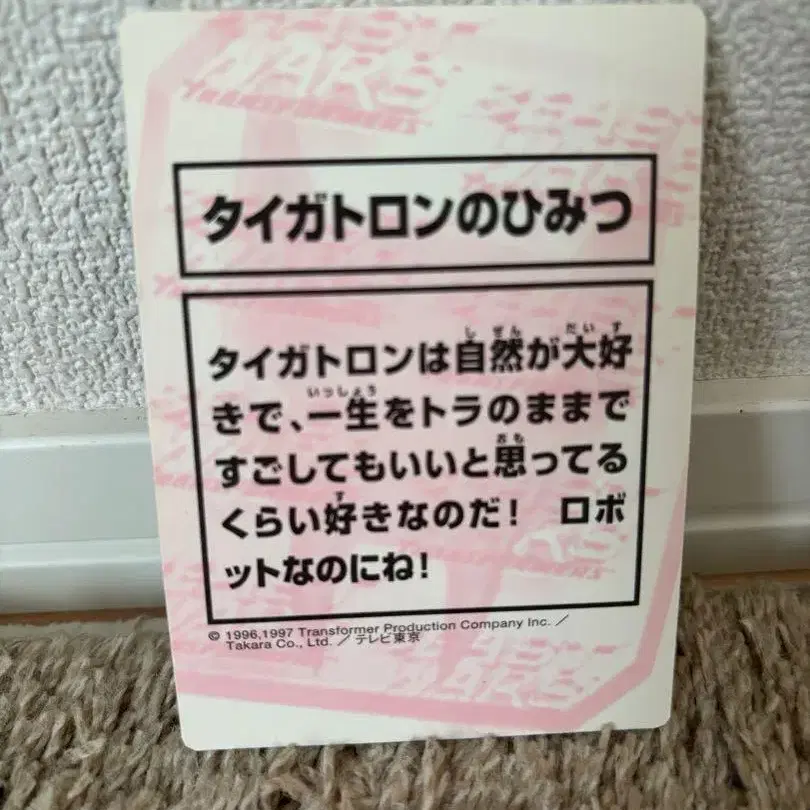 タイガトロンのひみつ
タイガトロンは自然が大好
きで、一生をトラのままで
すごしてもいいと思ってる
くらい好きなのだ！　ロボ
ットなのにね！
© 1996,1997 Transformer Production Company Inc. ／
Takara Co., Ltd. ／テレビ東京